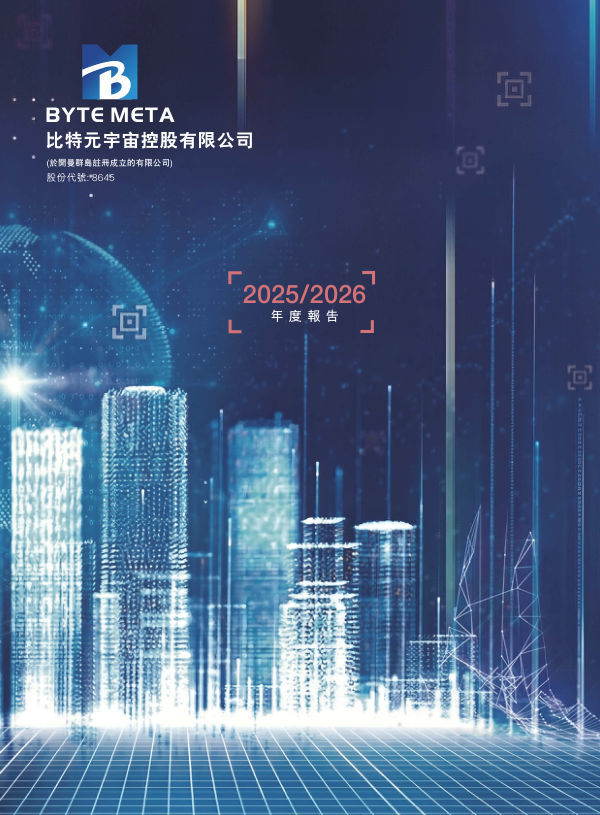 BYTE META
比特元宇宙控股有限公司
(於開曼群島註冊成立的有限公司)
股份代號: 8645
2025/2026
年度報告